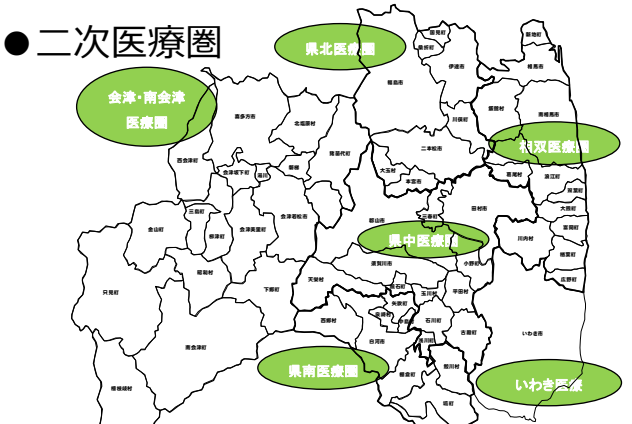 ● 二次医療圏
県北医療圏
会津・南会津
医療圏
相双医療圏
県中医療圏
県南医療圏
いわき医療
国見町
桑折町
伊達市
福島市
新地町
相馬市
飯舘村
南相馬市
川俣町
喜多方市
北塩原村
猪苗代町
西会津町
会津坂下町
湯川
磐梯
二本松市
大玉村
本宮市
葛尾村
浪江町
双葉町
大熊町
富岡町
楢葉町
広野町
川内村
田村市
三春町
郡山市
小野町
三島町
金山町
柳津町
会津美里町
会津若松市
昭和村
只見町
下郷町
南会津町
檜枝岐村
天栄村
須賀川市
鏡石町
玉川村
平田村
矢吹町
泉崎村
石川町
古殿町
浅川町
西郷村
白河市
棚倉町
鮫川村
塙町
いわき市